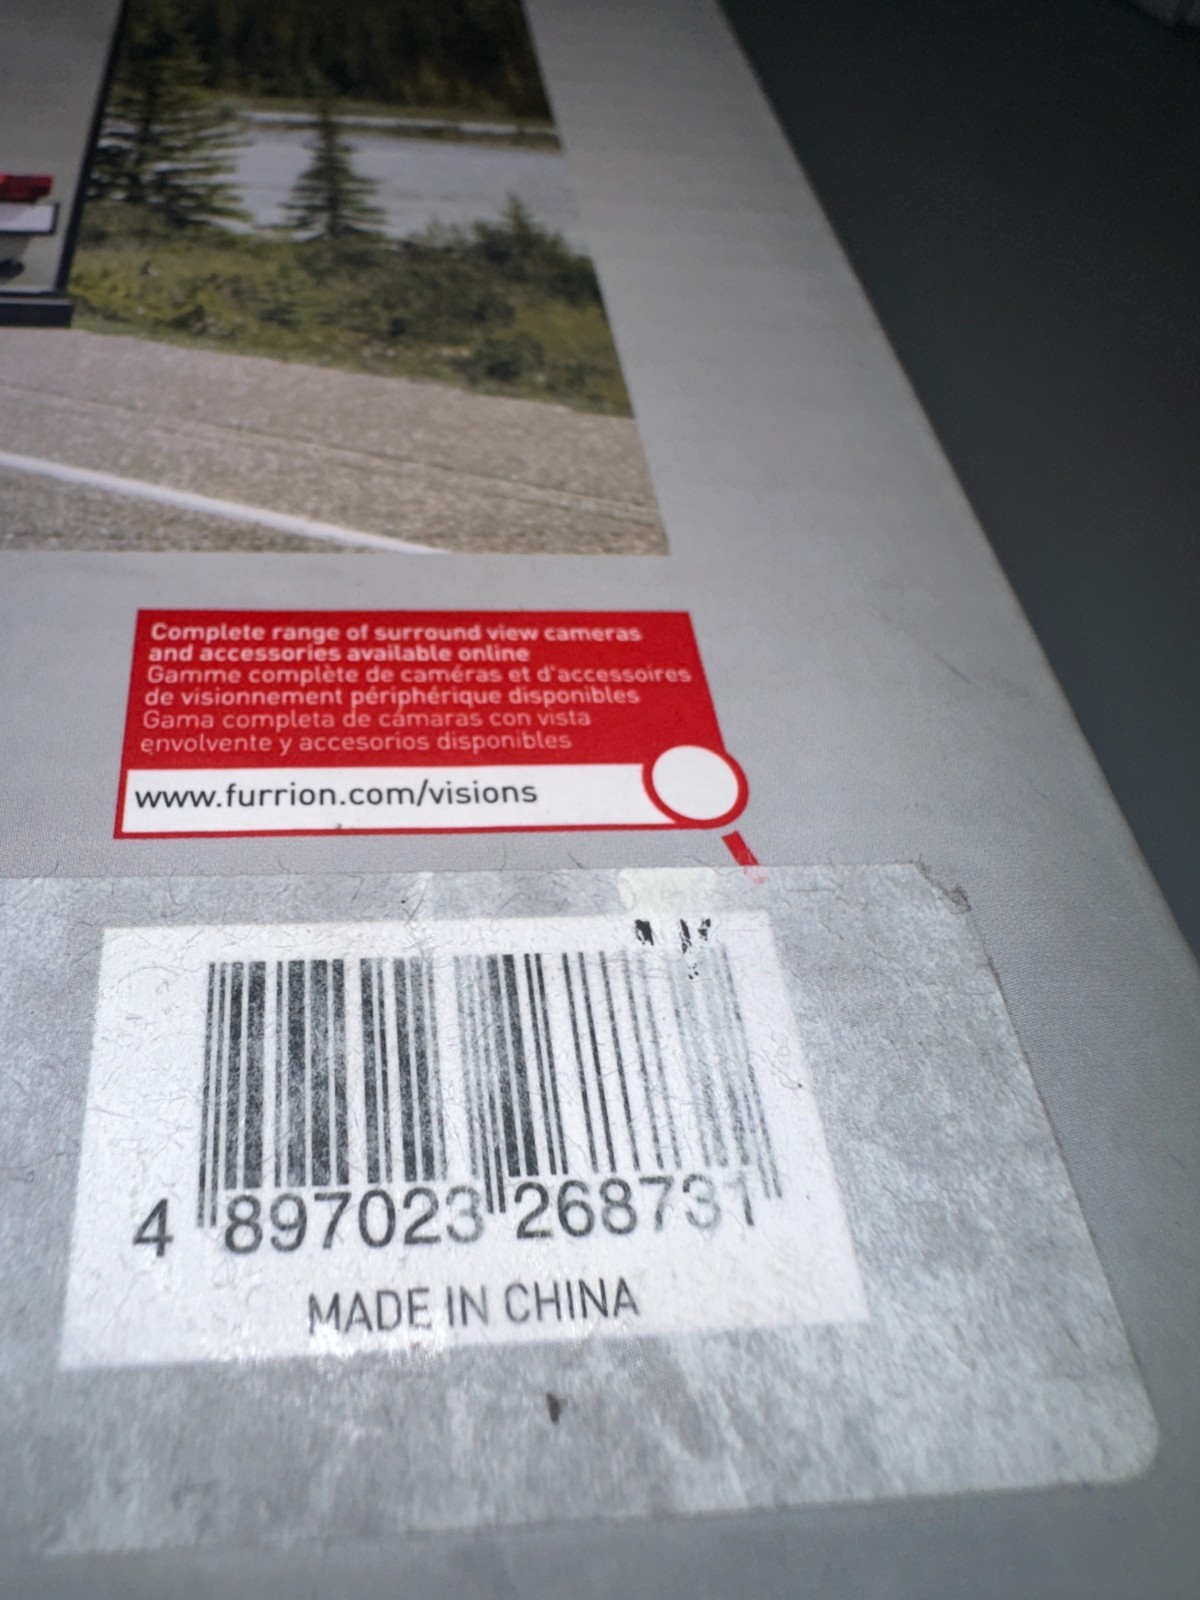 Complete range of surround view cameras
and accessories available online
Gamme complète de caméras et d'accessoires
de visionnement périphérique disponibles
Gama completa de cámaras con vista
envolvente y accesorios disponibles
www.furrion.com/visions
4 897023 268731
MADE IN CHINA